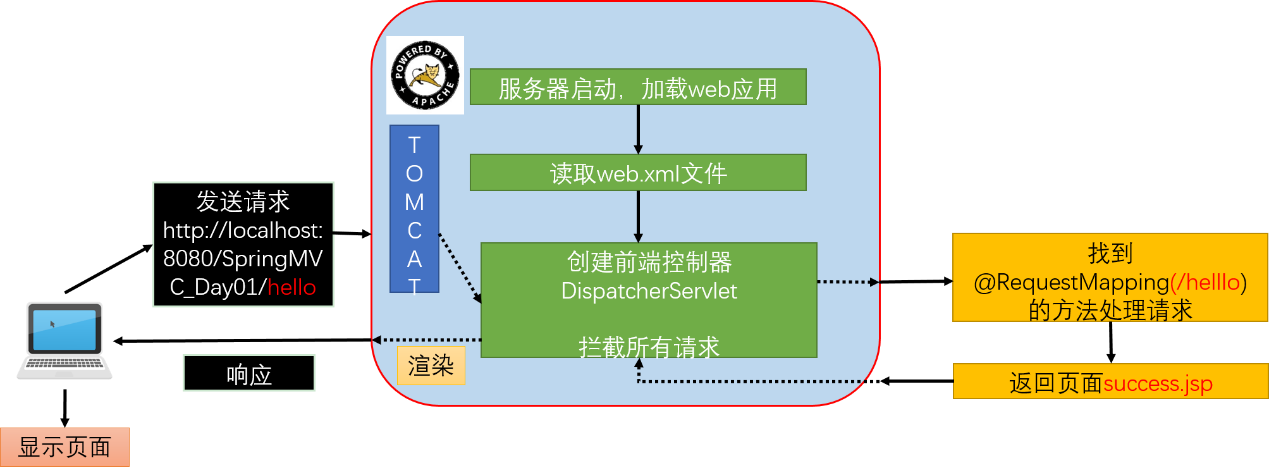 POWERED BY
APACHE
服务器启动，加载web应用
TOMCAT
读取web.xml文件
发送请求
http://localhost:
8080/SpringMV
C_Day01/hello
创建前端控制器
DispatcherServlet
拦截所有请求
找到
@RequestMapping(/helllo)
的方法处理请求
渲染
响应
返回页面success.jsp
显示页面